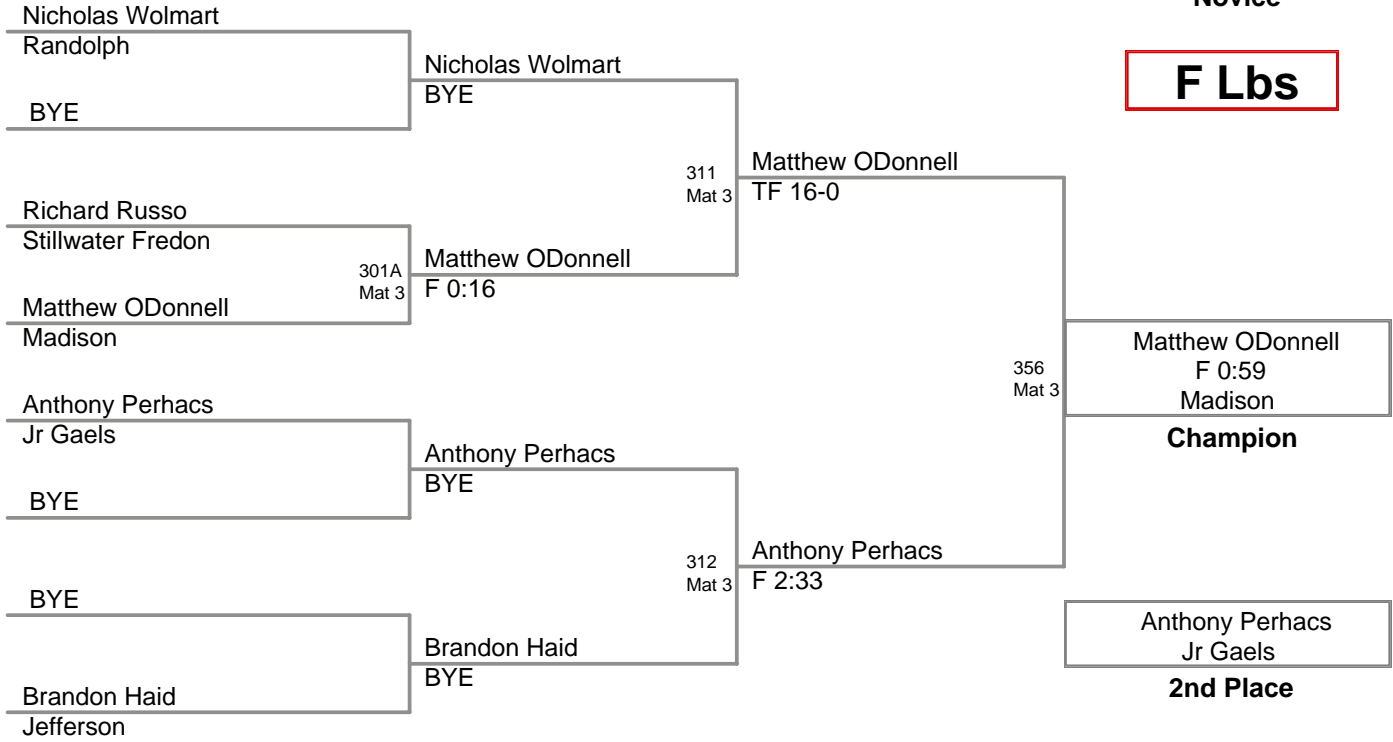 Novice
F Lbs
Nicholas Wolmart
Randolph
BYE
Richard Russo
Stillwater Fredon
Matthew ODonnell
Madison
Anthony Perhacs
Jr Gaels
BYE
BYE
Brandon Haid
Jefferson
Nicholas Wolmart
BYE
301A
Mat 3
Matthew ODonnell
F 0:16
Anthony Perhacs
BYE
Brandon Haid
BYE
311
Mat 3
Matthew ODonnell
TF 16-0
312
Mat 3
Anthony Perhacs
F 2:33
356
Mat 3
Matthew ODonnell
F 0:59
Madison
Champion
Anthony Perhacs
Jr Gaels
2nd Place